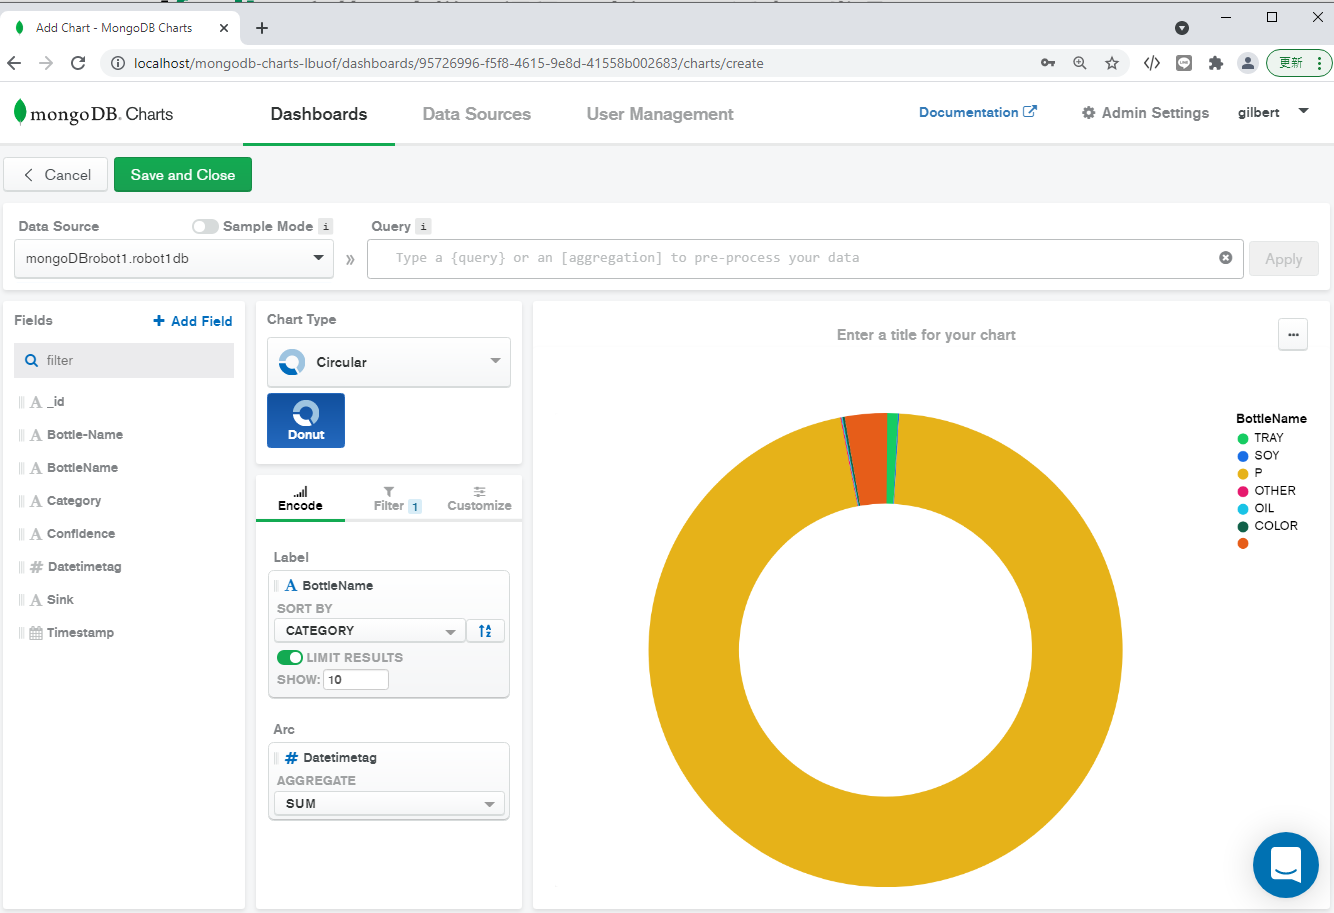 Add Chart - MongoDB Charts
localhost/mongodb-charts-lbuof/dashboards/95726996-f5f8-4615-9e8d-41558b002683/charts/create
更新
mongoDB. Charts
Dashboards
Data Sources
User Management
Documentation
Admin Settings
gilbert
Cancel
Save and Close
Data Source
Sample Mode i
Query i
mongoDBrobot1.robot1db
»
Type a {query} or an [aggregation] to pre-process your data
Apply
Fields
+ Add Field
filter
A _id
A Bottle-Name
A BottleName
A Category
A Confidence
# Datetimetag
A Sink
Timestamp
Chart Type
Circular
Donut
Encode
Filter 1
Customize
Label
A BottleName
SORT BY
CATEGORY
A
Z
LIMIT RESULTS
SHOW: 10
Arc
# Datetimetag
AGGREGATE
SUM
Enter a title for your chart
...
BottleName
TRAY
SOY
P
OTHER
OIL
COLOR